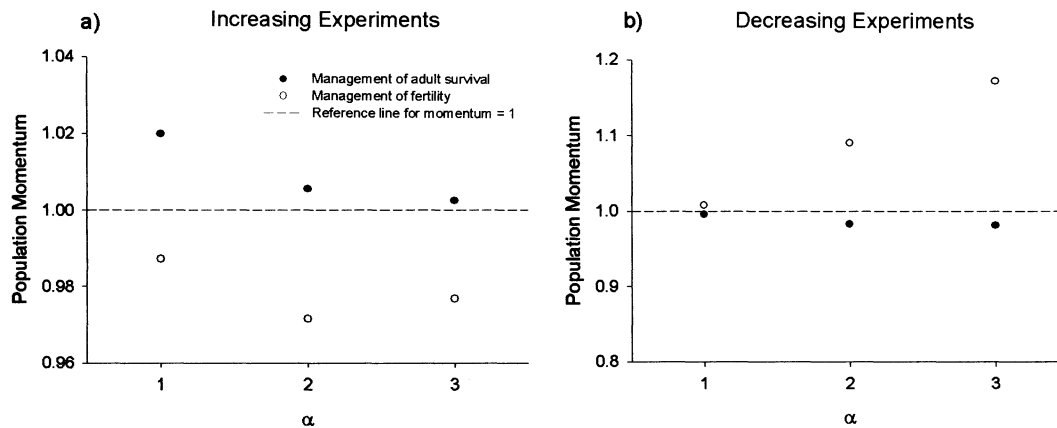 a) Increasing Experiments
1.04
1.02
1.00
0.98
0.96
Population Momentum
Management of adult survival
Management of fertility
Reference line for momentum = 1
1 2 3
α
b) Decreasing Experiments
1.2
1.1
1.0
0.9
0.8
Population Momentum
1 2 3
α